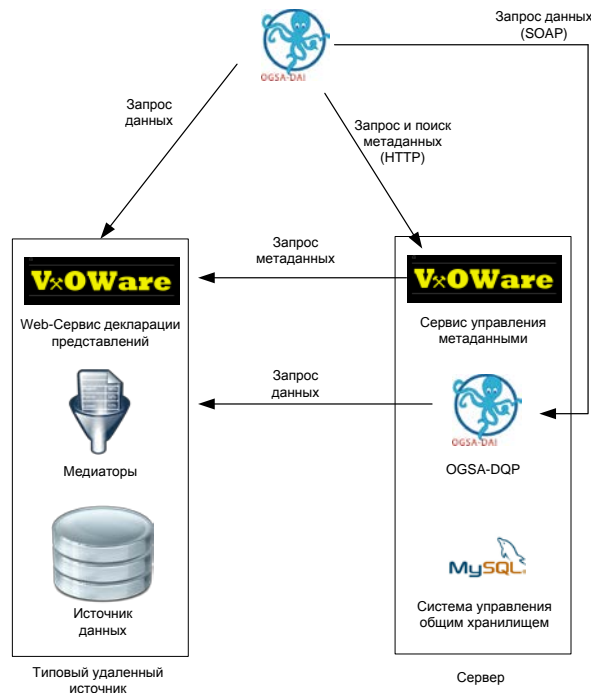 Запрос данных
(SOAP)
OGSA-DAI
Запрос
данных
Запрос и поиск
метаданных
(HTTP)
Запрос
метаданных
VxOWare
Web-Сервис декларации
представлений
VxOWare
Сервис управления
метаданными
Запрос
данных
Медиаторы
OGSA-DAI
OGSA-DQP
MySQL
Источник
данных
Система управления
общим хранилищем
Типовый удаленный
источник
Сервер